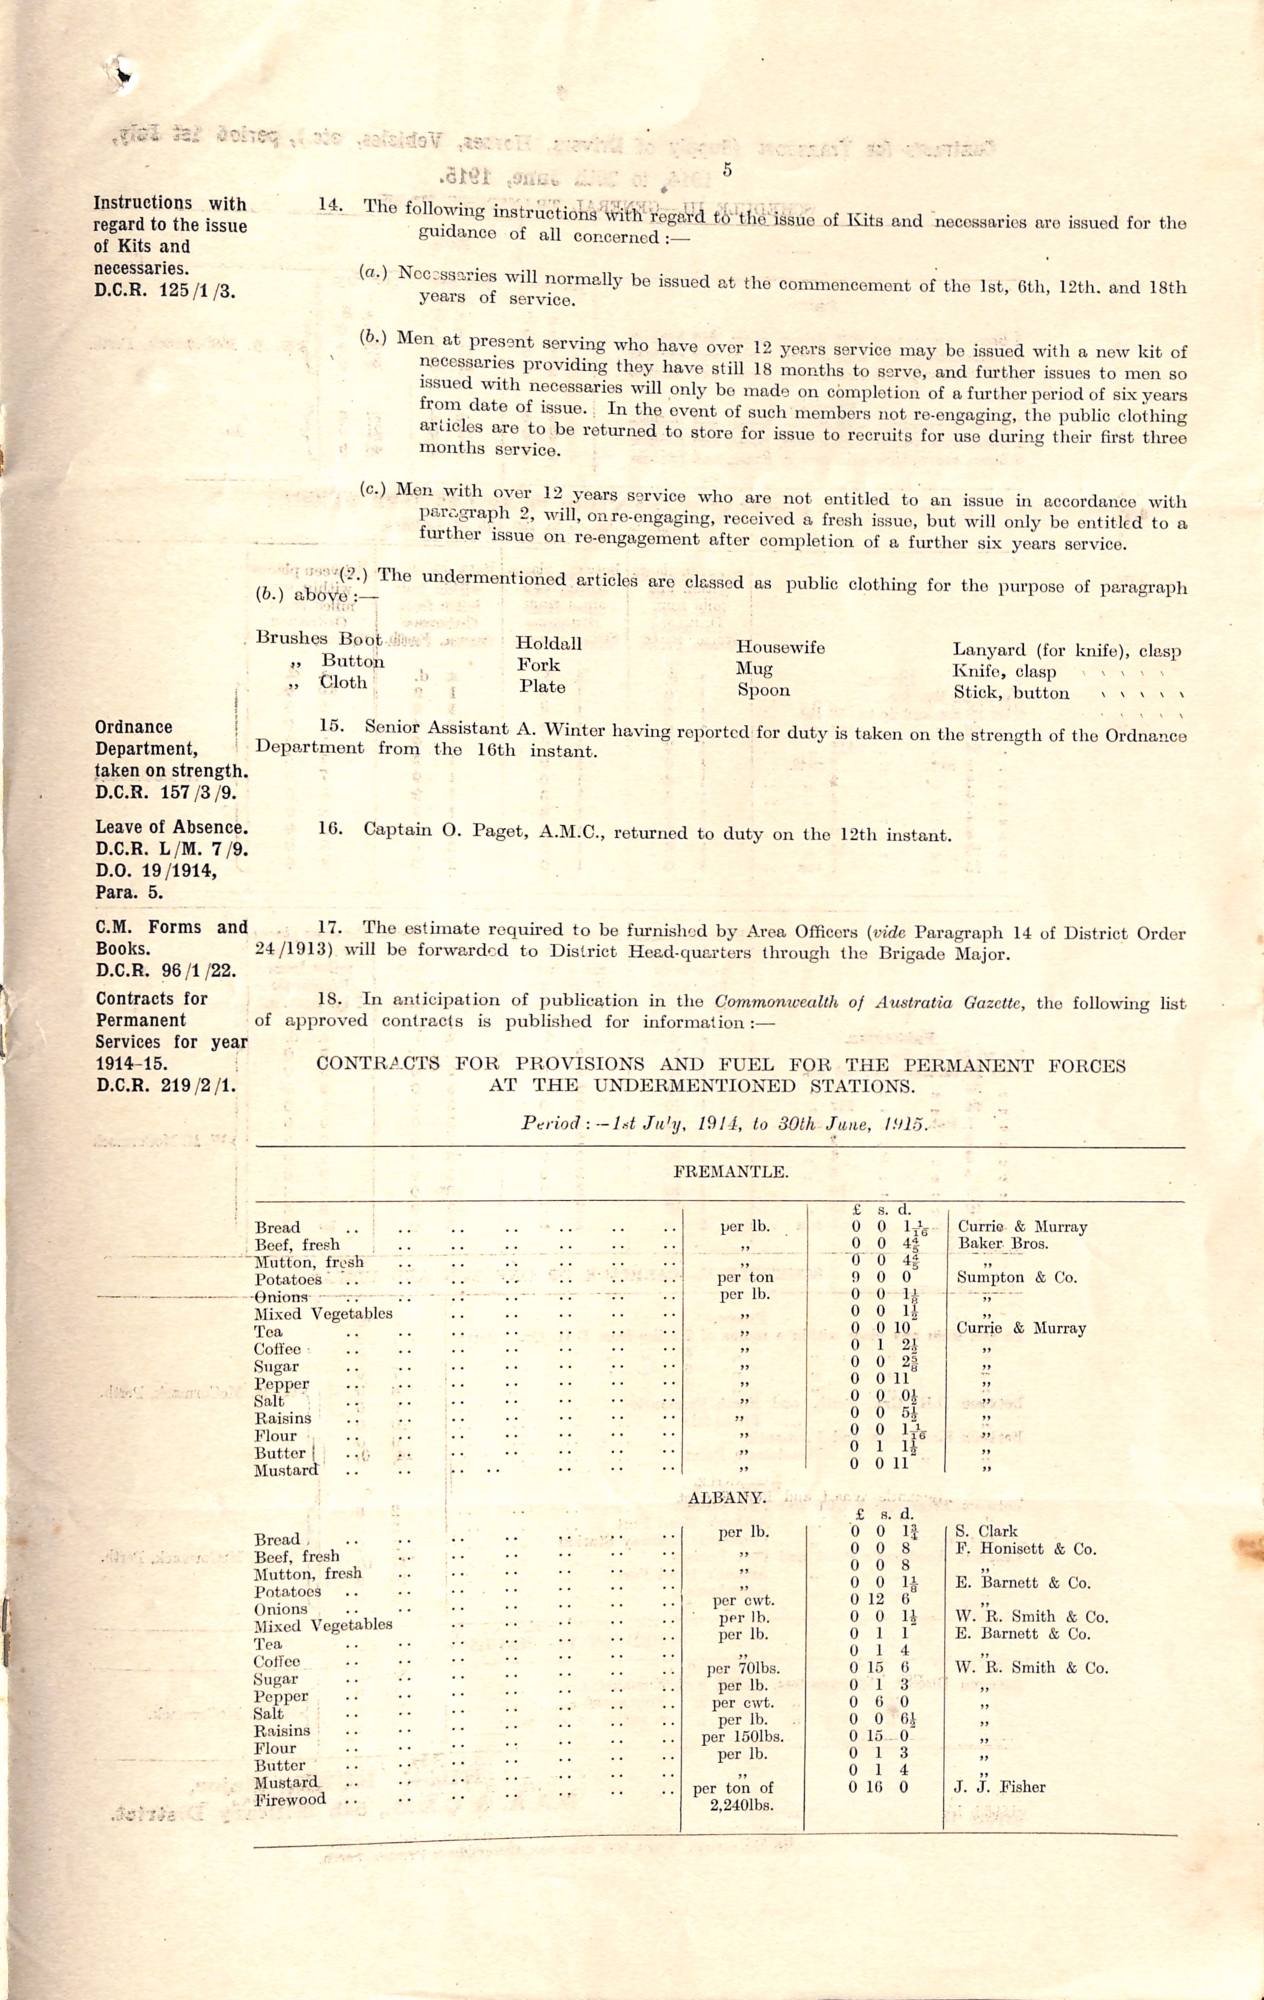 5
Instructions with
regard to the issue
of Kits and
necessaries.
D.C.R. 125/1/3.
14. The following instructions with regard to the issue of Kits and necessaries are issued for the
guidance of all concerned :—
(a.) Necessaries will normally be issued at the commencement of the 1st, 6th, 12th. and 18th
years of service.
(b.) Men at present serving who have over 12 years service may be issued with a new kit of
necessaries providing they have still 18 months to serve, and further issues to men so
issued with necessaries will only be made on completion of a further period of six years
from date of issue. In the event of such members not re-engaging, the public clothing
articles are to be returned to store for issue to recruits for use during their first three
months service.
(c.) Men with over 12 years service who are not entitled to an issue in accordance with
paragraph 2, will, on re-engaging, received a fresh issue, but will only be entitled to a
further issue on re-engagement after completion of a further six years service.
(2.) The undermentioned articles are classed as public clothing for the purpose of paragraph
(b.) above :—
Brushes Boot Holdall Housewife Lanyard (for knife), clasp
„ Button Fork Mug Knife, clasp
„ Cloth Plate Spoon Stick, button
Ordnance
Department,
taken on strength.
D.C.R. 157/3/9.
15. Senior Assistant A. Winter having reported for duty is taken on the strength of the Ordnance
Department from the 16th instant.
Leave of Absence.
D.C.R. L/M. 7/9.
D.O. 19/1914,
Para. 5.
16. Captain O. Paget, A.M.C., returned to duty on the 12th instant.
C.M. Forms and
Books.
D.C.R. 96/1/22.
17. The estimate required to be furnished by Area Officers (vide Paragraph 14 of District Order
24/1913) will be forwarded to District Head-quarters through the Brigade Major.
Contracts for
Permanent
Services for year
1914-15.
D.C.R. 219/2/1.
18. In anticipation of publication in the Commonwealth of Austratia Gazette, the following list
of approved contracts is published for information :—
CONTRACTS FOR PROVISIONS AND FUEL FOR THE PERMANENT FORCES
AT THE UNDERMENTIONED STATIONS.
Period :—1st July, 1914, to 30th June, 1915.
FREMANTLE.
£ s. d.
Bread .. .. .. .. .. .. .. per lb. 0 0 1 1/16 Currie & Murray
Beef, fresh .. .. .. .. .. .. „ 0 0 4 4/5 Baker Bros.
Mutton, fresh .. .. .. .. .. .. „ 0 0 4 4/5 „
Potatoes .. .. .. .. .. .. .. per ton 9 0 0 Sumpton & Co.
Onions .. .. .. .. .. .. .. per lb. 0 0 1 1/8 „
Mixed Vegetables .. .. .. .. .. „ 0 0 1 1/2 „
Tea .. .. .. .. .. .. .. „ 0 0 10 Currie & Murray
Coffee .. .. .. .. .. .. .. „ 0 1 2 1/2 „
Sugar .. .. .. .. .. .. .. „ 0 0 2 5/8 „
Pepper .. .. .. .. .. .. .. „ 0 0 11 „
Salt .. .. .. .. .. .. .. „ 0 0 0 1/2 „
Raisins .. .. .. .. .. .. .. „ 0 0 5 1/2 „
Flour .. .. .. .. .. .. .. „ 0 0 1 1/16 „
Butter .. .. .. .. .. .. .. „ 0 1 1 1/2 „
Mustard .. .. .. .. .. .. .. „ 0 0 11 „
ALBANY.
£ s. d.
Bread .. .. .. .. .. .. .. per lb. 0 0 1 3/4 S. Clark
Beef, fresh .. .. .. .. .. .. „ 0 0 8 F. Honisett & Co.
Mutton, fresh .. .. .. .. .. .. „ 0 0 8 „
Potatoes .. .. .. .. .. .. .. „ 0 0 1 1/8 E. Barnett & Co.
Onions .. .. .. .. .. .. .. per cwt. 0 12 6 „
Mixed Vegetables .. .. .. .. .. per lb. 0 0 1 1/2 W. R. Smith & Co.
Tea .. .. .. .. .. .. .. per lb. 0 1 1 E. Barnett & Co.
Coffee .. .. .. .. .. .. .. „ 0 1 4 „
Sugar .. .. .. .. .. .. .. per 70lbs. 0 15 6 W. R. Smith & Co.
Pepper .. .. .. .. .. .. .. per lb. 0 1 3 „
Salt .. .. .. .. .. .. .. per cwt. 0 6 0 „
Raisins .. .. .. .. .. .. .. per lb. 0 0 6 1/2 „
Flour .. .. .. .. .. .. .. per 150lbs. 0 15 0 „
Butter .. .. .. .. .. .. .. per lb. 0 1 3 „
Mustard .. .. .. .. .. .. .. „ 0 1 4 „
Firewood .. .. .. .. .. .. .. per ton of 0 16 0 J. J. Fisher
2,240lbs.